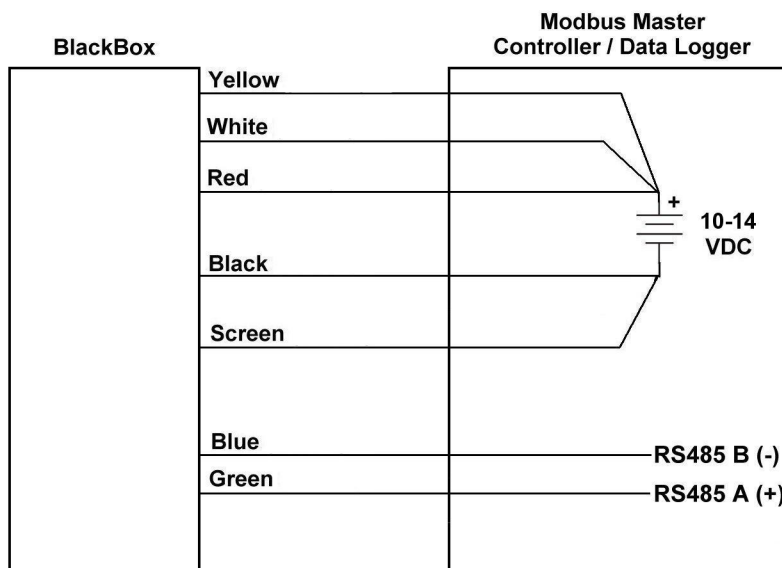 BlackBox
Modbus Master
Controller / Data Logger
Yellow
White
Red
+
10-14
VDC
Black
Screen
Blue
RS485 B (-)
Green
RS485 A (+)